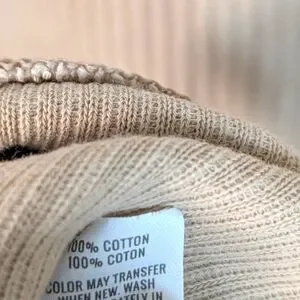 100% COTTON
100% COTON
COLOR MAY TRANSFER
WHEN NEW. WASH
IN